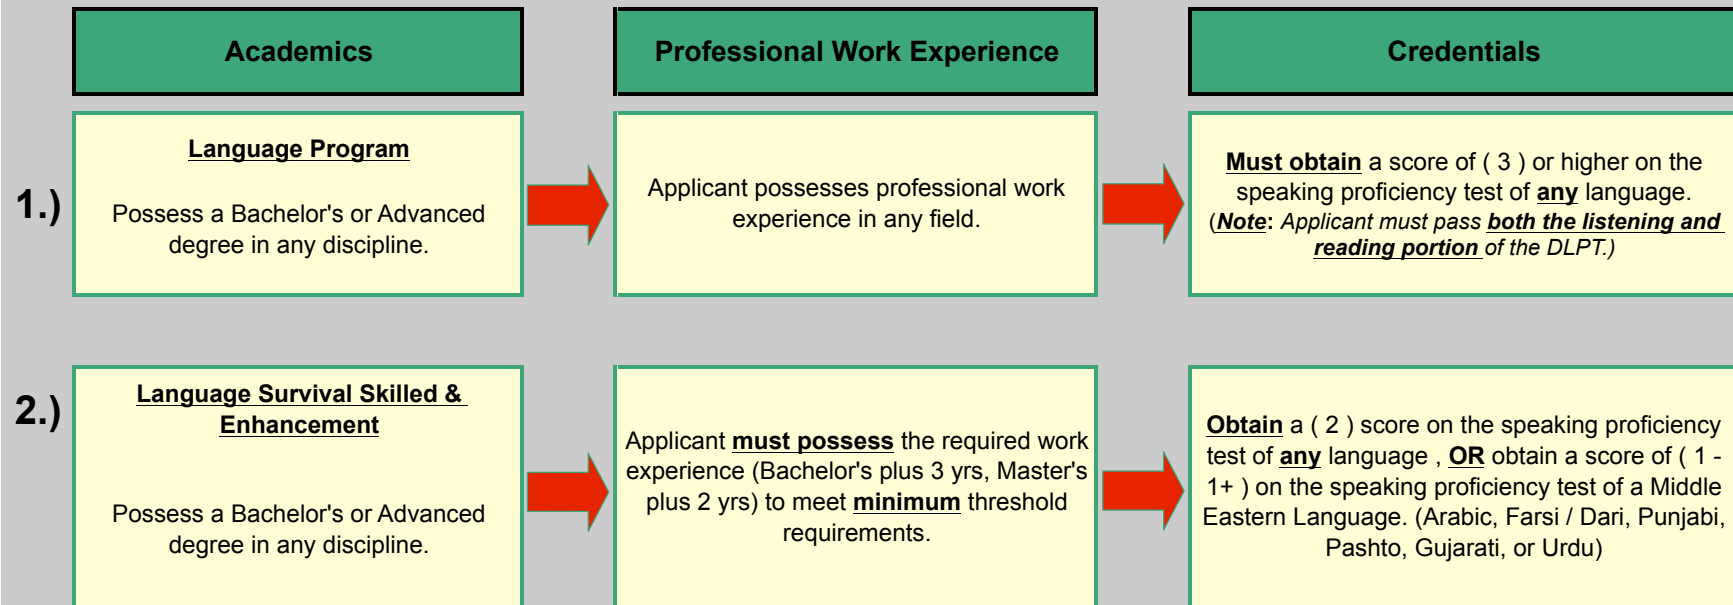 Academics
Professional Work Experience
Credentials
1.)
Language Program
Possess a Bachelor's or Advanced
degree in any discipline.
Applicant possesses professional work
experience in any field.
Must obtain a score of ( 3 ) or higher on the
speaking proficiency test of any language.
(Note: Applicant must pass both the listening and
reading portion of the DLPT.)
2.)
Language Survival Skilled &
Enhancement
Possess a Bachelor's or Advanced
degree in any discipline.
Applicant must possess the required work
experience (Bachelor's plus 3 yrs, Master's
plus 2 yrs) to meet minimum threshold
requirements.
Obtain a ( 2 ) score on the speaking proficiency
test of any language , OR obtain a score of ( 1 -
1+ ) on the speaking proficiency test of a Middle
Eastern Language. (Arabic, Farsi / Dari, Punjabi,
Pashto, Gujarati, or Urdu)